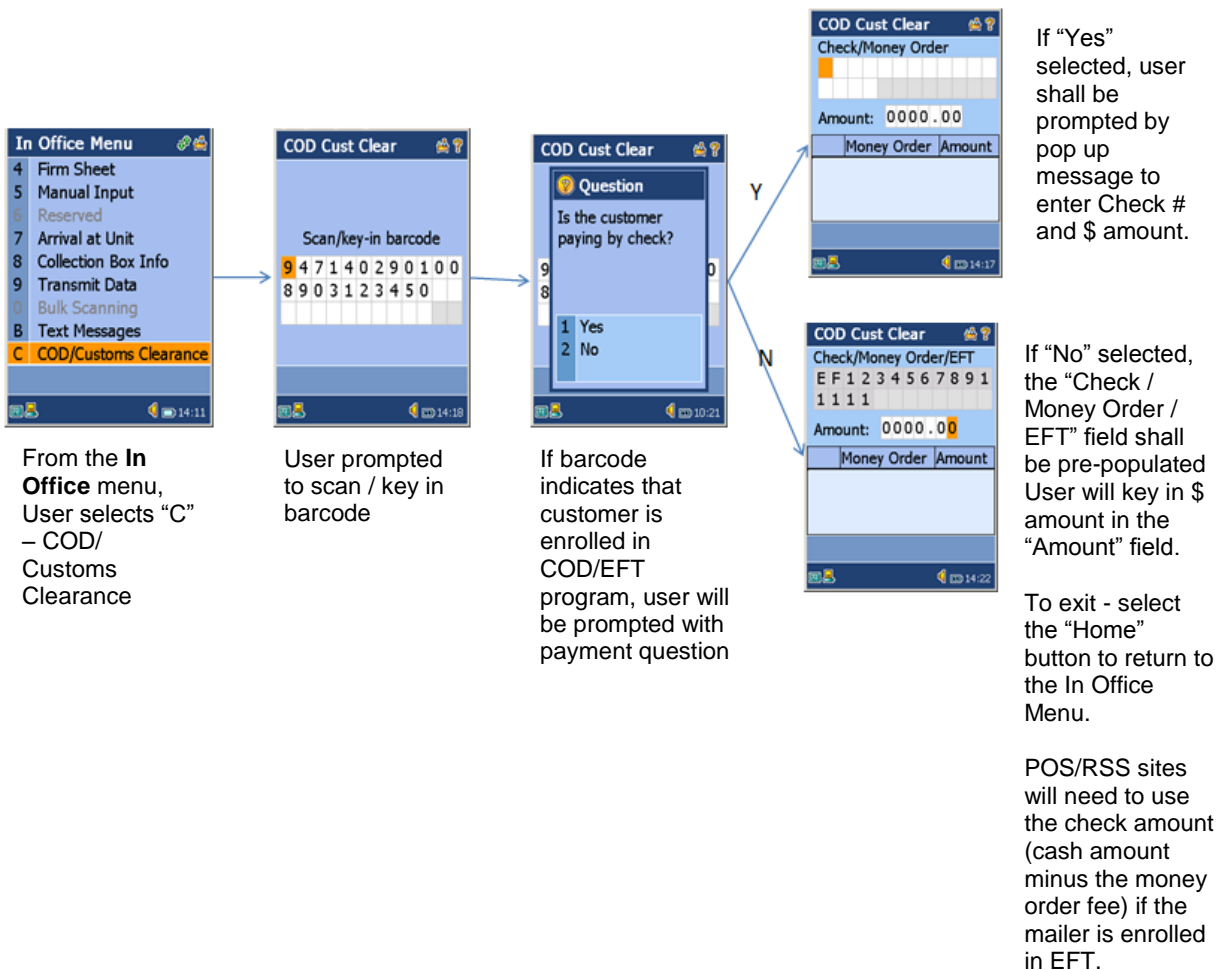 In Office Menu
4 Firm Sheet
5 Manual Input
6 Reserved
7 Arrival at Unit
8 Collection Box Info
9 Transmit Data
0 Bulk Scanning
B Text Messages
C COD/Customs Clearance
14:11
From the In
Office menu,
User selects “C”
– COD/
Customs
Clearance
COD Cust Clear
Scan/key-in barcode
9 4 7 1 4 0 2 9 0 1 0 0
8 9 0 3 1 2 3 4 5 0
14:18
User prompted
to scan / key in
barcode
COD Cust Clear
Question
Is the customer
paying by check?
9 0
8
1 Yes
2 No
10:21
If barcode
indicates that
customer is
enrolled in
COD/EFT
program, user will
be prompted with
payment question
Y
N
COD Cust Clear
Check/Money Order
Amount: 0000.00
Money Order Amount
14:17
If “Yes”
selected, user
shall be
prompted by
pop up
message to
enter Check #
and $ amount.
COD Cust Clear
Check/Money Order/EFT
E F 1 2 3 4 5 6 7 8 9 1
1 1 1 1
Amount: 0000.00
Money Order Amount
14:22
If “No” selected,
the “Check /
Money Order /
EFT” field shall
be pre-populated
User will key in $
amount in the
“Amount” field.
To exit - select
the “Home”
button to return to
the In Office
Menu.
POS/RSS sites
will need to use
the check amount
(cash amount
minus the money
order fee) if the
mailer is enrolled
in EFT.